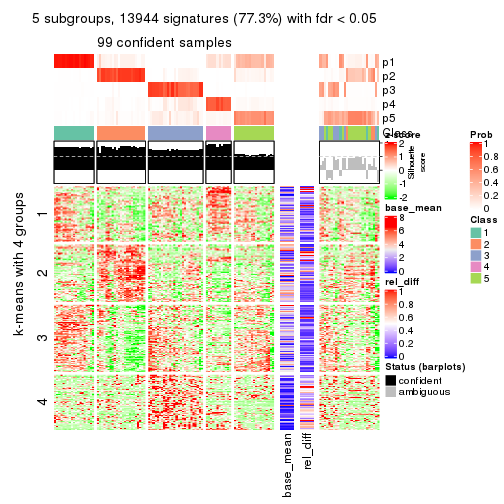 5 subgroups, 13944 signatures (77.3%) with fdr < 0.05
99 confident samples
p1
p2
p3
p4
p5
Class
z-score
2
1
0
-1
-2
Silhouette
score
Prob
1
0.8
0.6
0.4
0.2
0
base_mean
8
6
4
2
0
Class
1
2
3
4
5
rel_diff
1
0.8
0.6
0.4
0.2
0
Status (barplots)
confident
ambiguous
k-means with 4 groups
1
2
3
4
base_mean
rel_diff